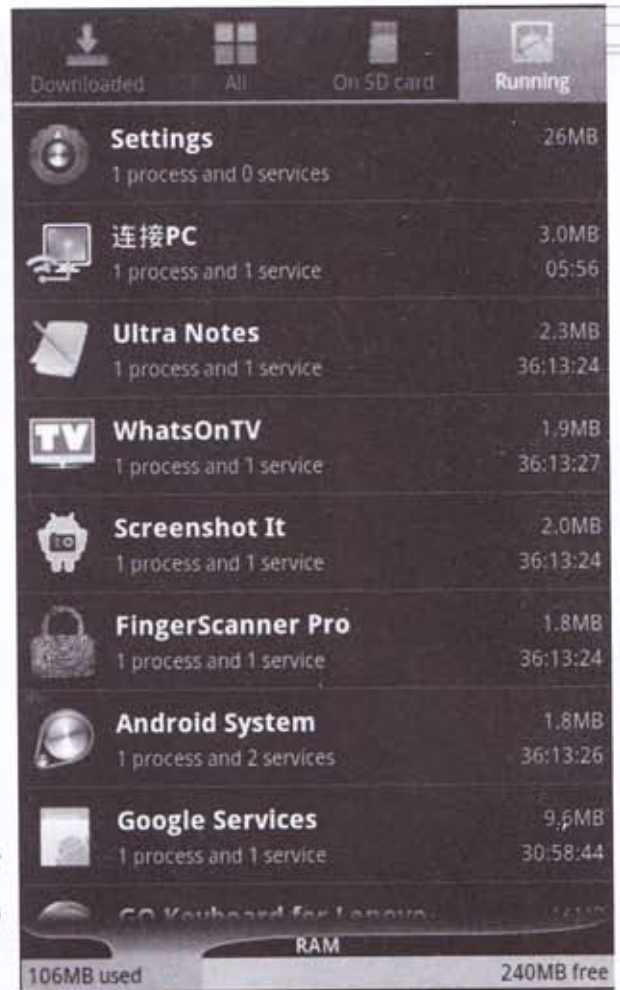 Downloaded All On SD card Running
Settings 26MB
1 process and 0 services
连接PC 3.0MB
1 process and 1 service 05:56
Ultra Notes 2.3MB
1 process and 1 service 36:13:24
WhatsOnTV 1.9MB
1 process and 1 service 36:13:27
Screenshot It 2.0MB
1 process and 1 service 36:13:24
FingerScanner Pro 1.8MB
1 process and 1 service 36:13:24
Android System 1.8MB
1 process and 2 services 36:13:26
Google Services 9.6MB
1 process and 1 service 30:58:44
GO Keyboard for Lenovo
RAM
106MB used 240MB free